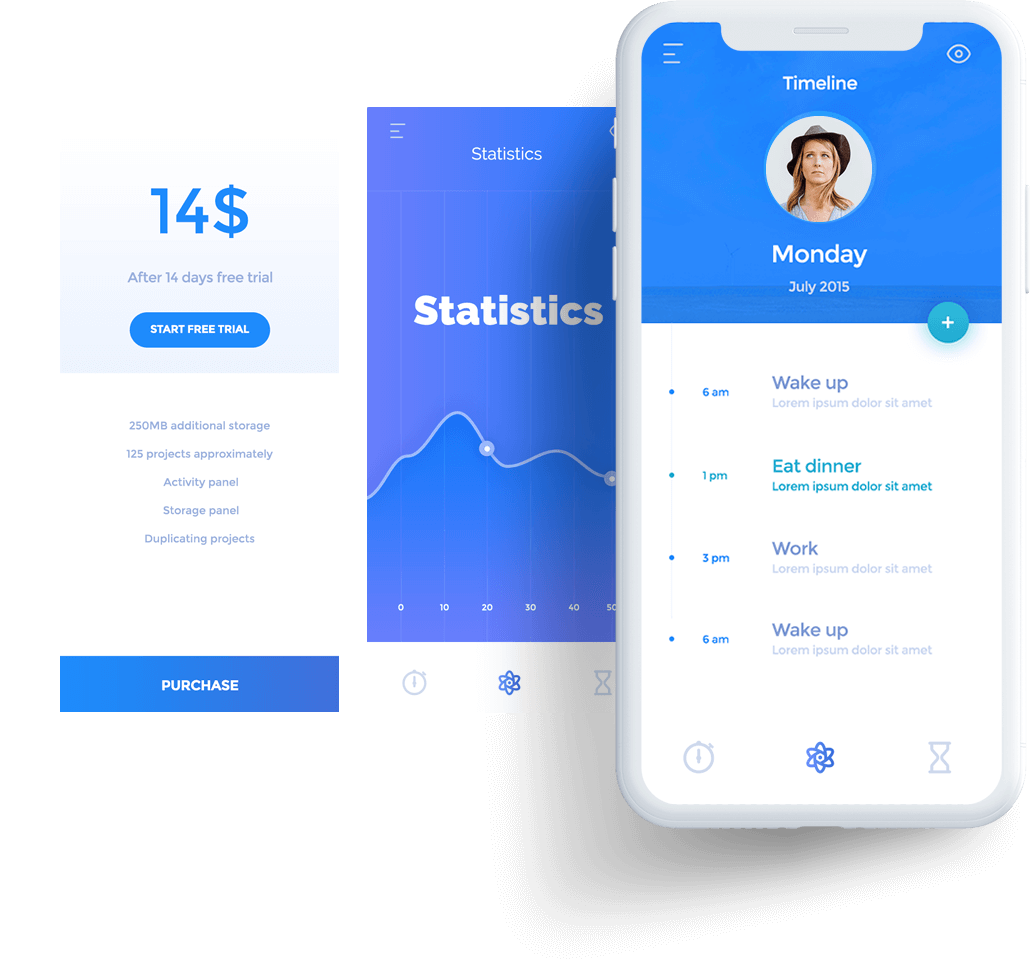 14$
After 14 days free trial
START FREE TRIAL
250MB additional storage
125 projects approximately
Activity panel
Storage panel
Duplicating projects
PURCHASE
Statistics
Statistics
0 10 20 30 40 50
Timeline
Monday
July 2015
+
6 am
Wake up
Lorem ipsum dolor sit amet
1 pm
Eat dinner
Lorem ipsum dolor sit amet
3 pm
Work
Lorem ipsum dolor sit amet
6 am
Wake up
Lorem ipsum dolor sit amet